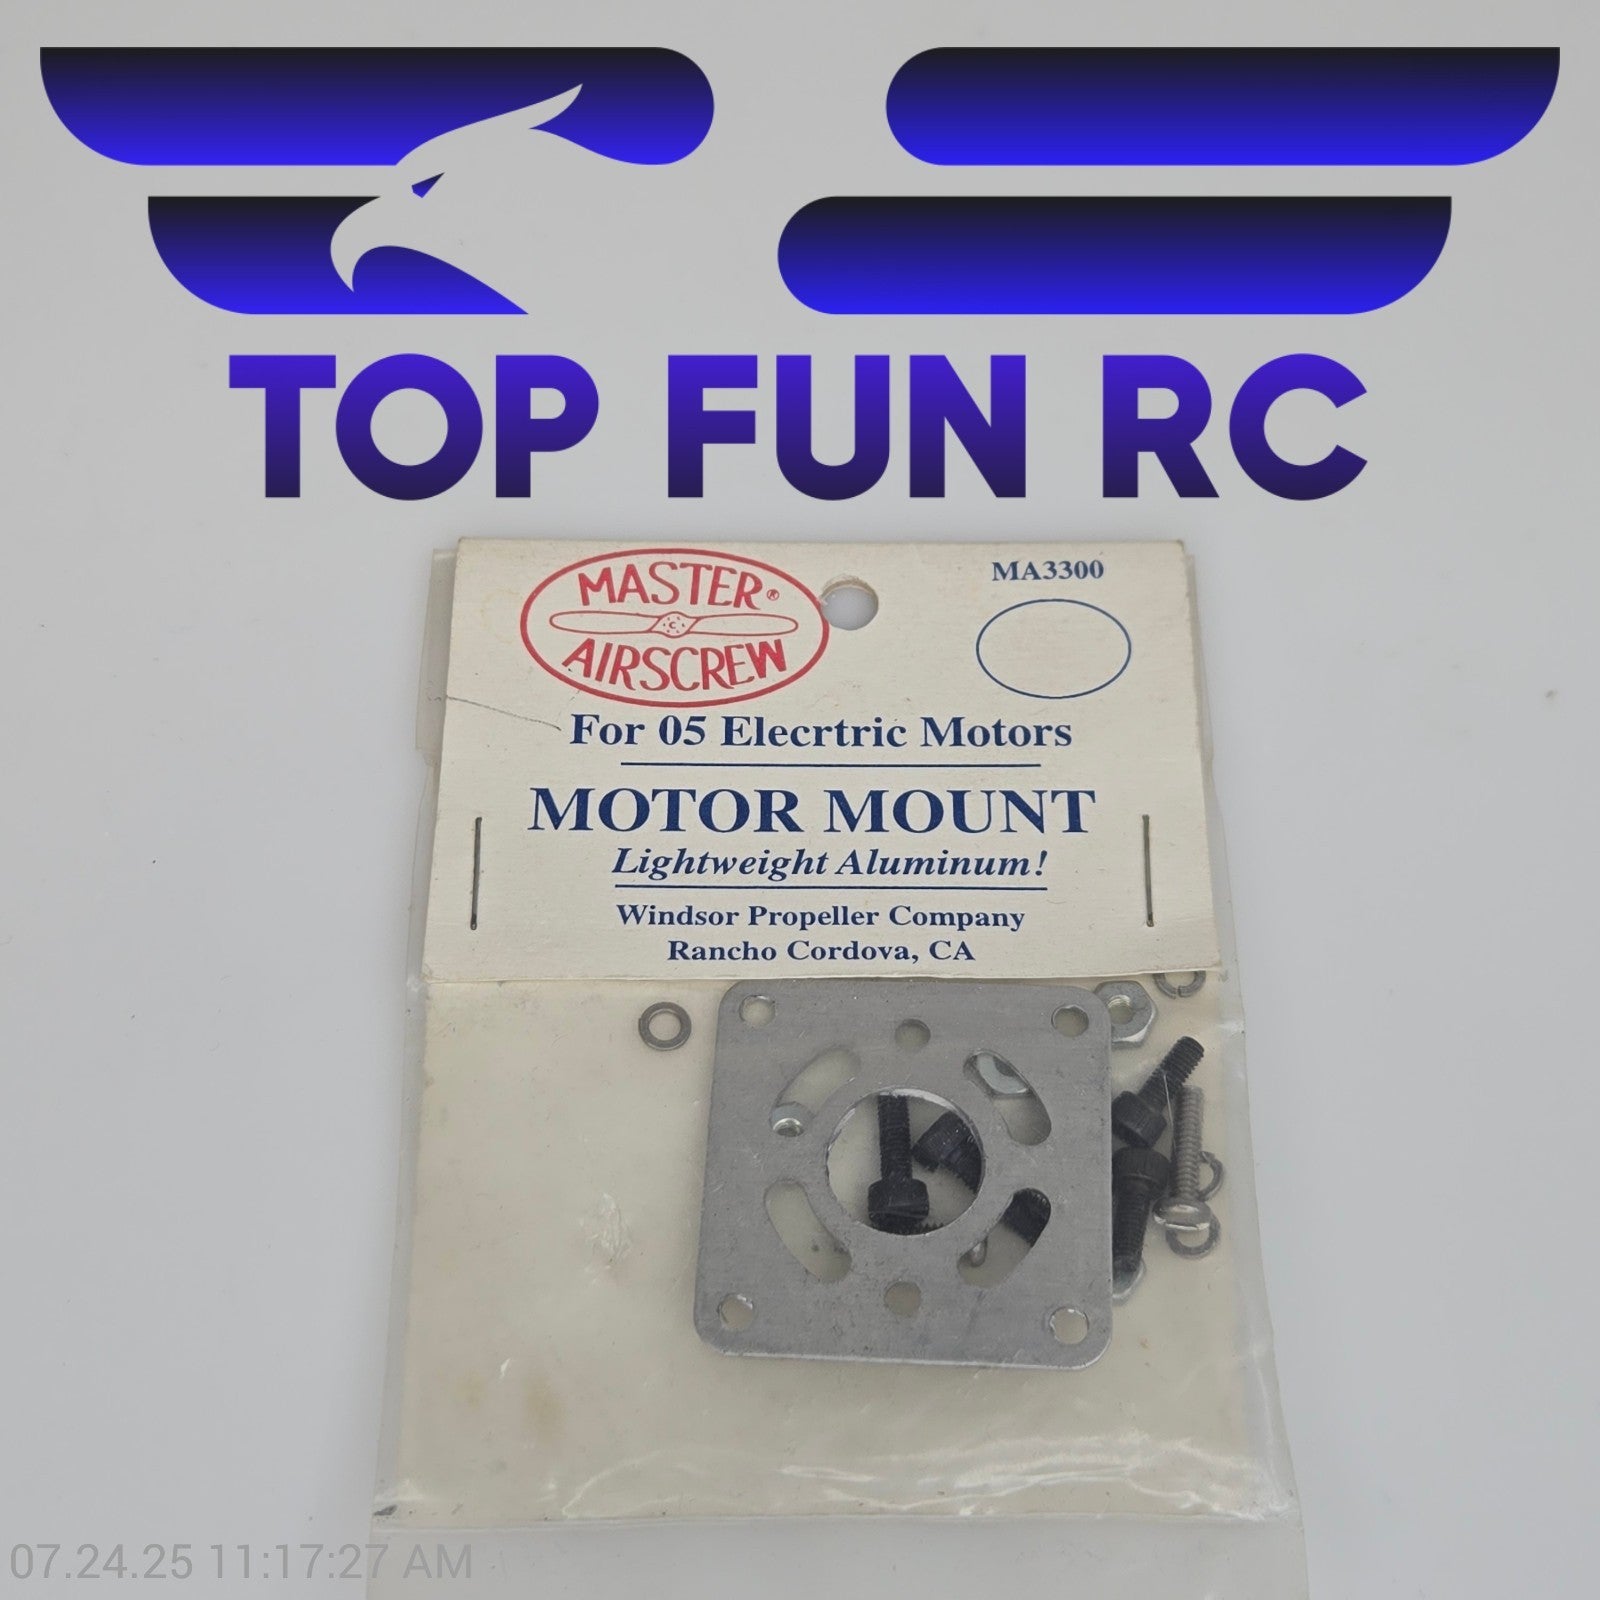 TOP FUN RC
MASTER®
AIRSCREW
MA3300
For 05 Elecrtric Motors
MOTOR MOUNT
Lightweight Aluminum!
Windsor Propeller Company
Rancho Cordova, CA
07.24.25 11:17:27 AM